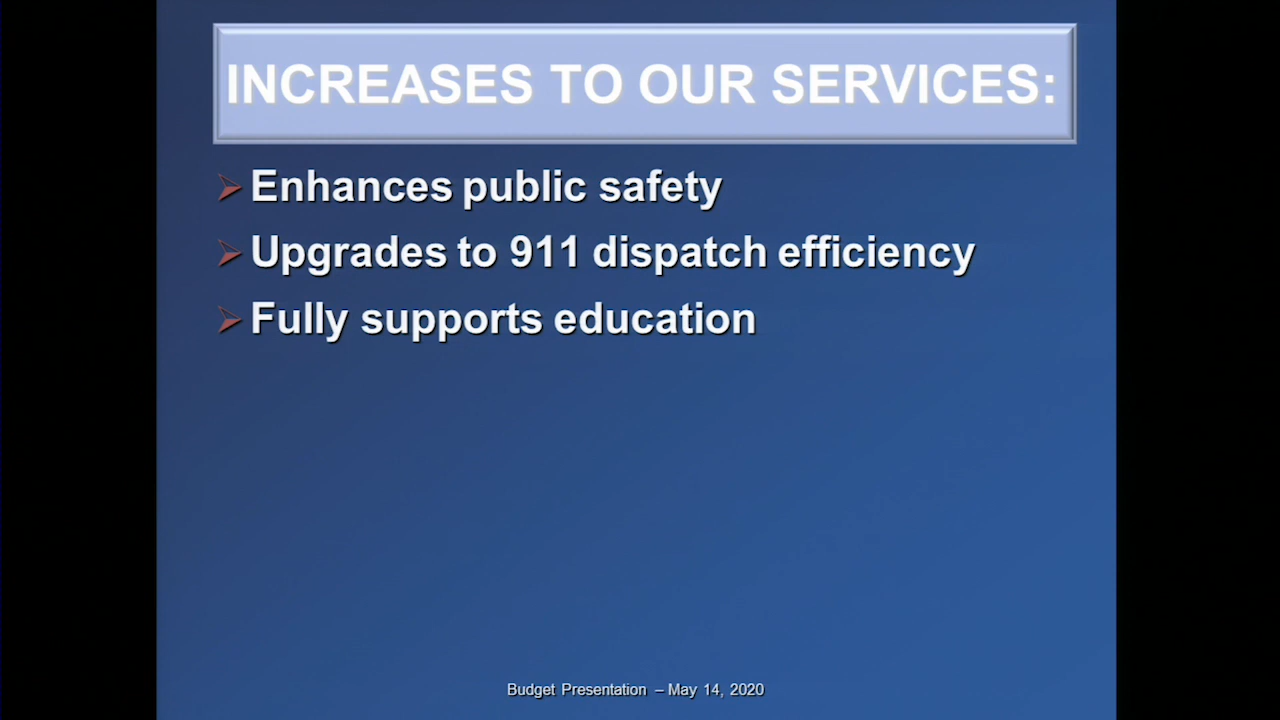 INCREASES TO OUR SERVICES:
Enhances public safety
Upgrades to 911 dispatch efficiency
Fully supports education
Budget Presentation – May 14, 2020